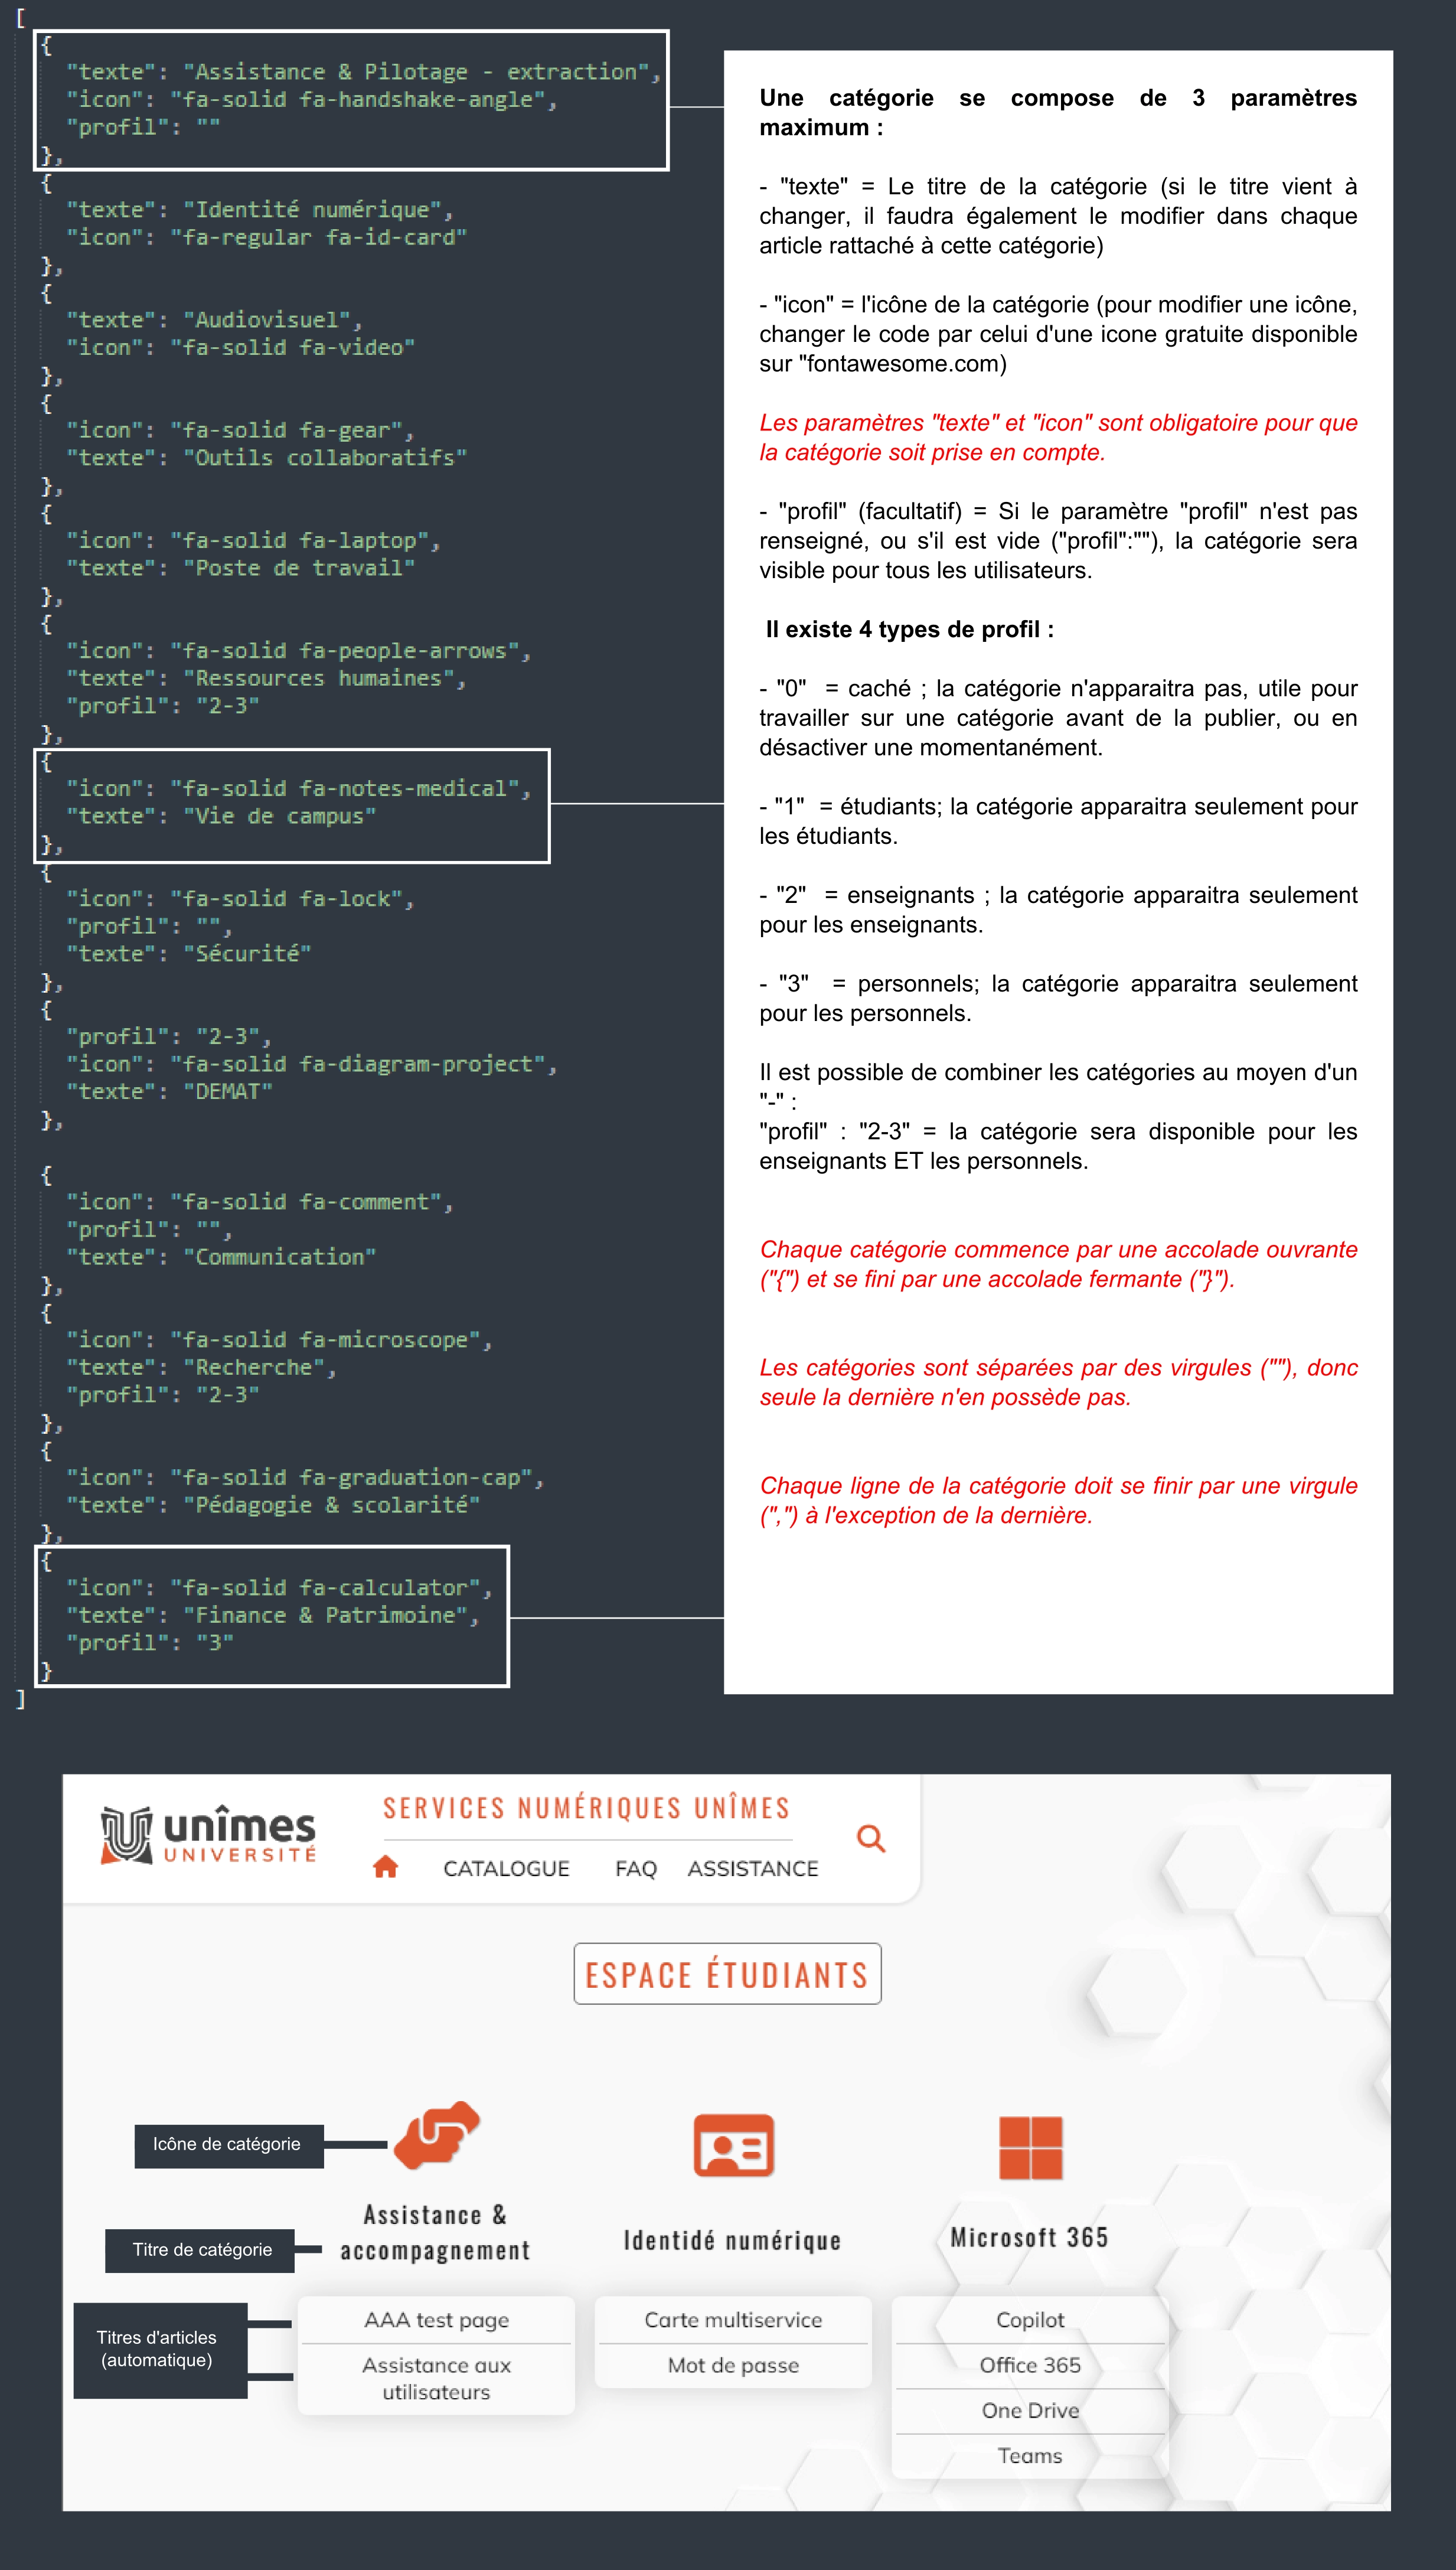 [
{
"texte": "Assistance & Pilotage - extraction",
"icon": "fa-solid fa-handshake-angle",
"profil": ""
},
{
"texte": "Identité numérique",
"icon": "fa-regular fa-id-card"
},
{
"texte": "Audiovisuel",
"icon": "fa-solid fa-video"
},
{
"icon": "fa-solid fa-gear",
"texte": "Outils collaboratifs"
},
{
"icon": "fa-solid fa-laptop",
"texte": "Poste de travail"
},
{
"icon": "fa-solid fa-people-arrows",
"texte": "Ressources humaines",
"profil": "2-3"
},
{
"icon": "fa-solid fa-notes-medical",
"texte": "Vie de campus"
},
{
"icon": "fa-solid fa-lock",
"profil": "",
"texte": "Sécurité"
},
{
"profil": "2-3",
"icon": "fa-solid fa-diagram-project",
"texte": "DEMAT"
},
{
"icon": "fa-solid fa-comment",
"profil": "",
"texte": "Communication"
},
{
"icon": "fa-solid fa-microscope",
"texte": "Recherche",
"profil": "2-3"
},
{
"icon": "fa-solid fa-graduation-cap",
"texte": "Pédagogie & scolarité"
},
{
"icon": "fa-solid fa-calculator",
"texte": "Finance & Patrimoine",
"profil": "3"
}
]
Une catégorie se compose de 3 paramètres
maximum :
- "texte" = Le titre de la catégorie (si le titre vient à
changer, il faudra également le modifier dans chaque
article rattaché à cette catégorie)
- "icon" = l'icône de la catégorie (pour modifier une icône,
changer le code par celui d'une icone gratuite disponible
sur "fontawesome.com)
Les paramètres "texte" et "icon" sont obligatoire pour que
la catégorie soit prise en compte.
- "profil" (facultatif) = Si le paramètre "profil" n'est pas
renseigné, ou s'il est vide ("profil":""), la catégorie sera
visible pour tous les utilisateurs.
Il existe 4 types de profil :
- "0" = caché ; la catégorie n'apparaitra pas, utile pour
travailler sur une catégorie avant de la publier, ou en
désactiver une momentanément.
- "1" = étudiants; la catégorie apparaitra seulement pour
les étudiants.
- "2" = enseignants ; la catégorie apparaitra seulement
pour les enseignants.
- "3" = personnels; la catégorie apparaitra seulement
pour les personnels.
Il est possible de combiner les catégories au moyen d'un
"-" :
"profil" : "2-3" = la catégorie sera disponible pour les
enseignants ET les personnels.
Chaque catégorie commence par une accolade ouvrante
("{") et se fini par une accolade fermante ("}").
Les catégories sont séparées par des virgules (""), donc
seule la dernière n'en possède pas.
Chaque ligne de la catégorie doit se finir par une virgule
(",") à l'exception de la dernière.
unîmes
UNIVERSITÉ
SERVICES NUMÉRIQUES UNÎMES
CATALOGUE FAQ ASSISTANCE
ESPACE ÉTUDIANTS
Icône de catégorie
Titre de catégorie
Titres d'articles
(automatique)
Assistance &
accompagnement
AAA test page
Assistance aux
utilisateurs
Identidé numérique
Carte multiservice
Mot de passe
Microsoft 365
Copilot
Office 365
One Drive
Teams